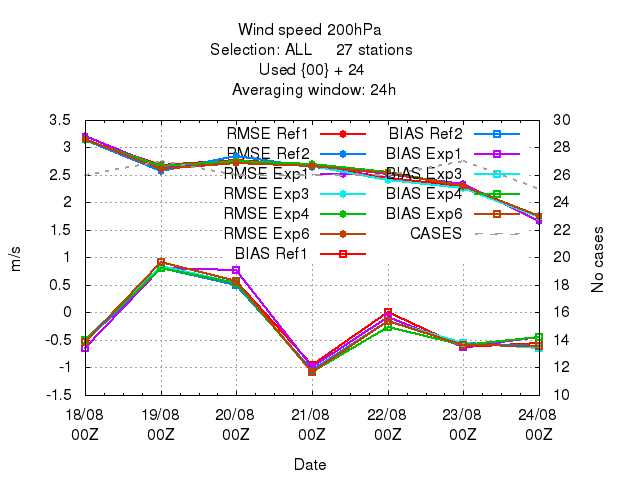 Wind speed 200hPa
Selection: ALL 27 stations
Used {00} + 24
Averaging window: 24h
3.5 30
3 28
2.5 26
2 24
1.5 22
1 20
0.5 18
0 16
-0.5 14
-1 12
-1.5 10
m/s
No cases
RMSE Ref1 BIAS Ref2
RMSE Ref2 BIAS Exp1
RMSE Exp1 BIAS Exp3
RMSE Exp3 BIAS Exp4
RMSE Exp4 BIAS Exp6
RMSE Exp6 CASES
BIAS Ref1
18/08 19/08 20/08 21/08 22/08 23/08 24/08
00Z 00Z 00Z 00Z 00Z 00Z 00Z
Date